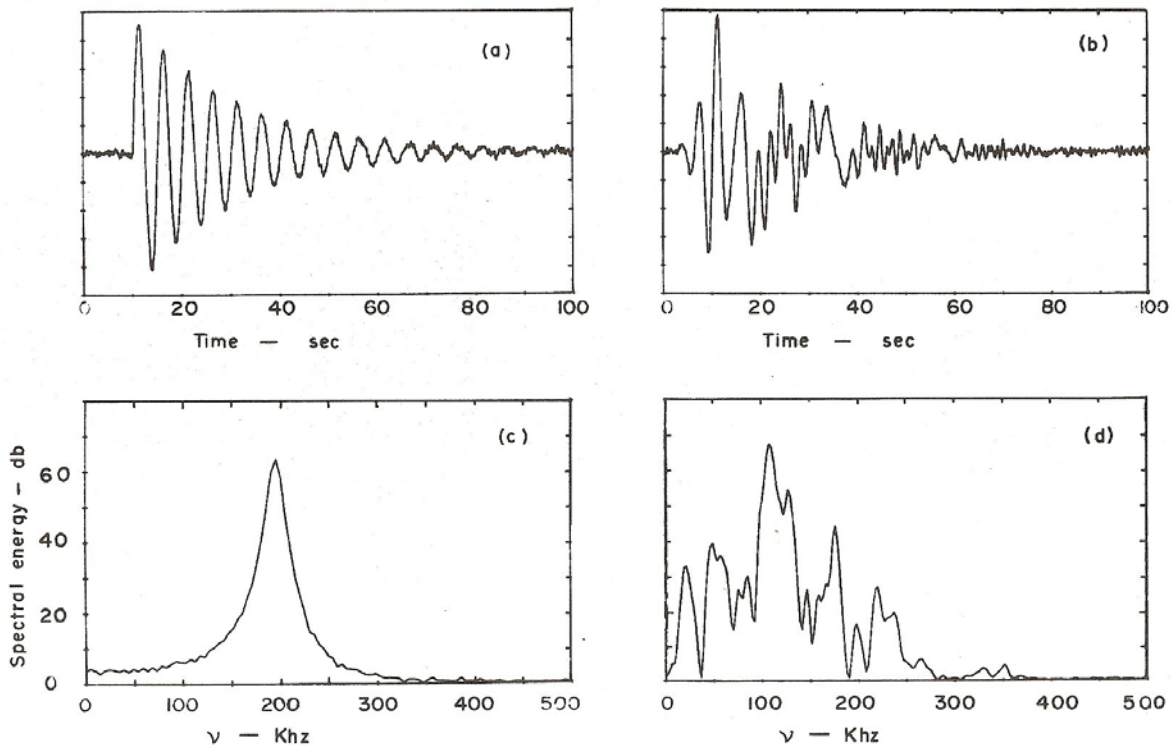 (a)
(b)
0 20 40 60 80 100
0 20 40 60 80 100
Time — sec
Time — sec
Spectral energy – db
60
40
20
0
(c)
(d)
0 100 200 300 400 500
0 100 200 300 400 500
ν — Khz
ν — Khz